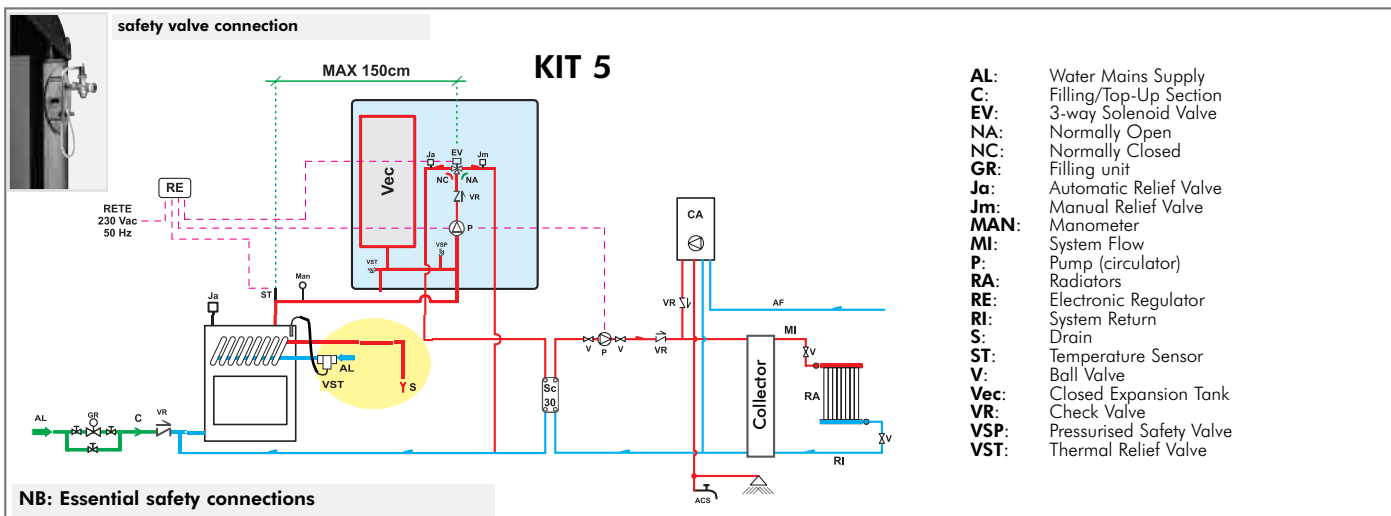 safety valve connection
KIT 5
MAX 150cm
Ja
EV
Jm
NC
NA
Vec
VR
RE
P
CA
RETE
230 Vac
50 Hz
VSP
VST
ST
Man
Ja
VR
AF
MI
V
P
V
VR
V
AL
VST
S
Sc
30
Collector
RA
AL
GR
C
VR
V
RI
ACS
NB: Essential safety connections
AL: Water Mains Supply
C: Filling/Top-Up Section
EV: 3-way Solenoid Valve
NA: Normally Open
NC: Normally Closed
GR: Filling unit
Ja: Automatic Relief Valve
Jm: Manual Relief Valve
MAN: Manometer
MI: System Flow
P: Pump (circulator)
RA: Radiators
RE: Electronic Regulator
RI: System Return
S: Drain
ST: Temperature Sensor
V: Ball Valve
Vec: Closed Expansion Tank
VR: Check Valve
VSP: Pressurised Safety Valve
VST: Thermal Relief Valve